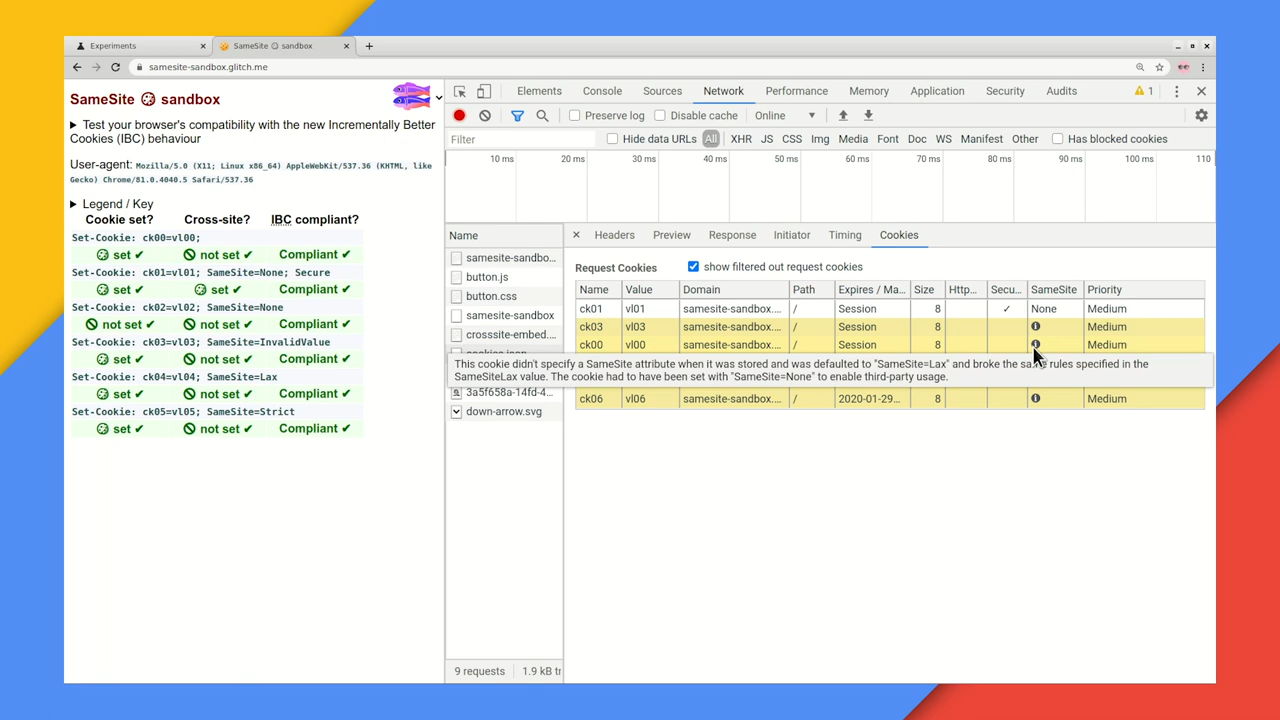 Experiments
SameSite sandbox
samesite-sandbox.glitch.me
SameSite sandbox
▶ Test your browser's compatibility with the new Incrementally Better
Cookies (IBC) behaviour
User-agent: Mozilla/5.0 (X11; Linux x86_64) AppleWebKit/537.36 (KHTML, like
Gecko) Chrome/81.0.4040.5 Safari/537.36
▶ Legend / Key
Cookie set? Cross-site? IBC compliant?
Set-Cookie: ck00=vl00;
set ✔ not set ✔ Compliant ✔
Set-Cookie: ck01=vl01; SameSite=None; Secure
set ✔ set ✔ Compliant ✔
Set-Cookie: ck02=vl02; SameSite=None
not set ✔ not set ✔ Compliant ✔
Set-Cookie: ck03=vl03; SameSite=InvalidValue
set ✔ not set ✔ Compliant ✔
Set-Cookie: ck04=vl04; SameSite=Lax
set ✔ not set ✔ Compliant ✔
Set-Cookie: ck05=vl05; SameSite=Strict
set ✔ not set ✔ Compliant ✔
Elements Console Sources Network Performance Memory Application Security Audits 1
Preserve log Disable cache Online
Filter Hide data URLs All XHR JS CSS Img Media Font Doc WS Manifest Other Has blocked cookies
10 ms 20 ms 30 ms 40 ms 50 ms 60 ms 70 ms 80 ms 90 ms 100 ms 110
Name
samesite-sandbo...
button.js
button.css
samesite-sandbox
crosssite-embed....
3a5f658a-14fd-4...
down-arrow.svg
9 requests 1.9 kB tr
Headers Preview Response Initiator Timing Cookies
Request Cookies show filtered out request cookies
Name Value Domain Path Expires / Ma... Size Http... Secu... SameSite Priority
ck01 vl01 samesite-sandbox.... / Session 8 ✓ None Medium
ck03 vl03 samesite-sandbox.... / Session 8 Medium
ck00 vl00 samesite-sandbox.... / Session 8 Medium
This cookie didn't specify a SameSite attribute when it was stored and was defaulted to "SameSite=Lax" and broke the same rules specified in the
SameSiteLax value. The cookie had to have been set with "SameSite=None" to enable third-party usage.
ck06 vl06 samesite-sandbox.... / 2020-01-29... 8 Medium